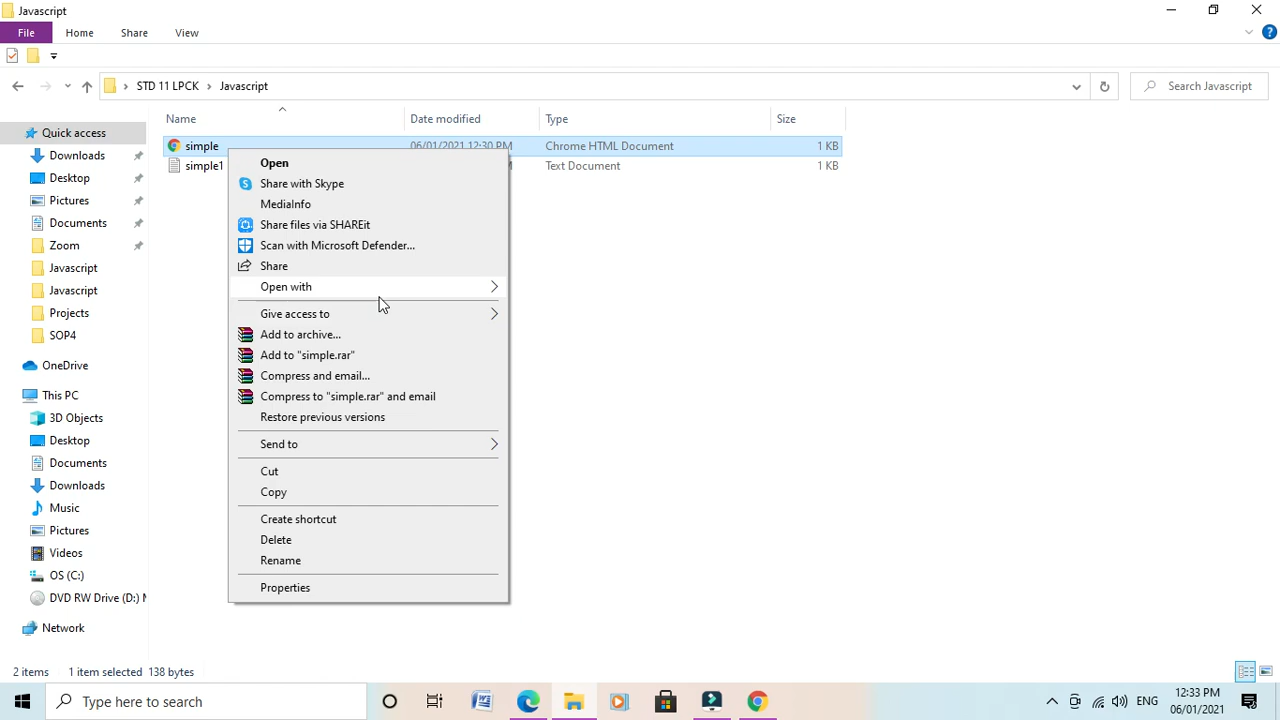 Javascript
File Home Share View
STD 11 LPCK Javascript Search Javascript
Name Date modified Type Size
Quick access
Downloads
Desktop
Pictures
Documents
Zoom
Javascript
Javascript
Projects
SOP4
OneDrive
This PC
3D Objects
Desktop
Documents
Downloads
Music
Pictures
Videos
OS (C:)
DVD RW Drive (D:)
Network
simple 06/01/2021 12:30 PM Chrome HTML Document 1 KB
simple1 Text Document 1 KB
Open
Share with Skype
MediaInfo
Share files via SHAREit
Scan with Microsoft Defender...
Share
Open with
Give access to
Add to archive...
Add to "simple.rar"
Compress and email...
Compress to "simple.rar" and email
Restore previous versions
Send to
Cut
Copy
Create shortcut
Delete
Rename
Properties
2 items 1 item selected 138 bytes
Type here to search ENG 12:33 PM
06/01/2021